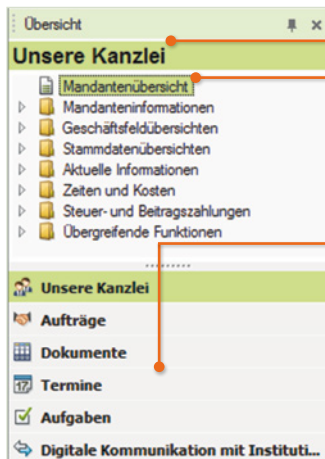 Übersicht
Unsere Kanzlei
Mandantenübersicht
Mandanteninformationen
Geschäftsfeldübersichten
Stammdatenübersichten
Aktuelle Informationen
Zeiten und Kosten
Steuer- und Beitragszahlungen
Übergreifende Funktionen
Unsere Kanzlei
Aufträge
Dokumente
17 Termine
Aufgaben
Digitale Kommunikation mit Instituti...